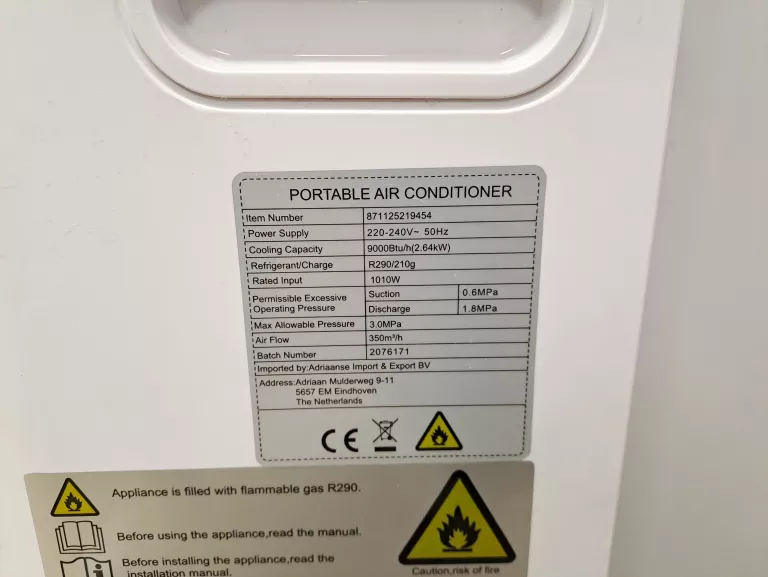 PORTABLE AIR CONDITIONER
Item Number 871125219454
Power Supply 220-240V~ 50Hz
Cooling Capacity 9000Btu/h(2.64kW)
Refrigerant/Charge R290/210g
Rated Input 1010W
Permissible Excessive Operating Pressure Suction 0.6MPa
Discharge 1.8MPa
Max Allowable Pressure 3.0MPa
Air Flow 350m³/h
Batch Number 2076171
Imported by:Adriaanse Import & Export BV
Address:Adriaan Mulderweg 9-11
5657 EM Eindhoven
The Netherlands
CE
Appliance is filled with flammable gas R290.
Before using the appliance,read the manual.
Before installing the appliance,read the
installation manual.
Caution,risk of fire